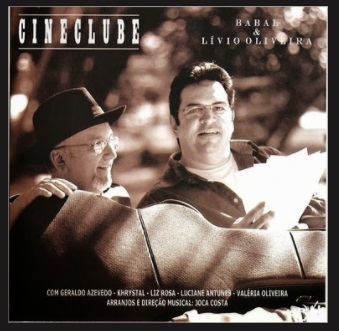 CINECLUBE
BABAL
&
LÍVIO OLIVEIRA
COM GERALDO AZEVEDO - KHRYSTAL - LIZ ROSA - LUCIANE ANTUNES - VALÉRIA OLIVEIRA
ARRANJOS E DIREÇÃO MUSICAL: JOCA COSTA